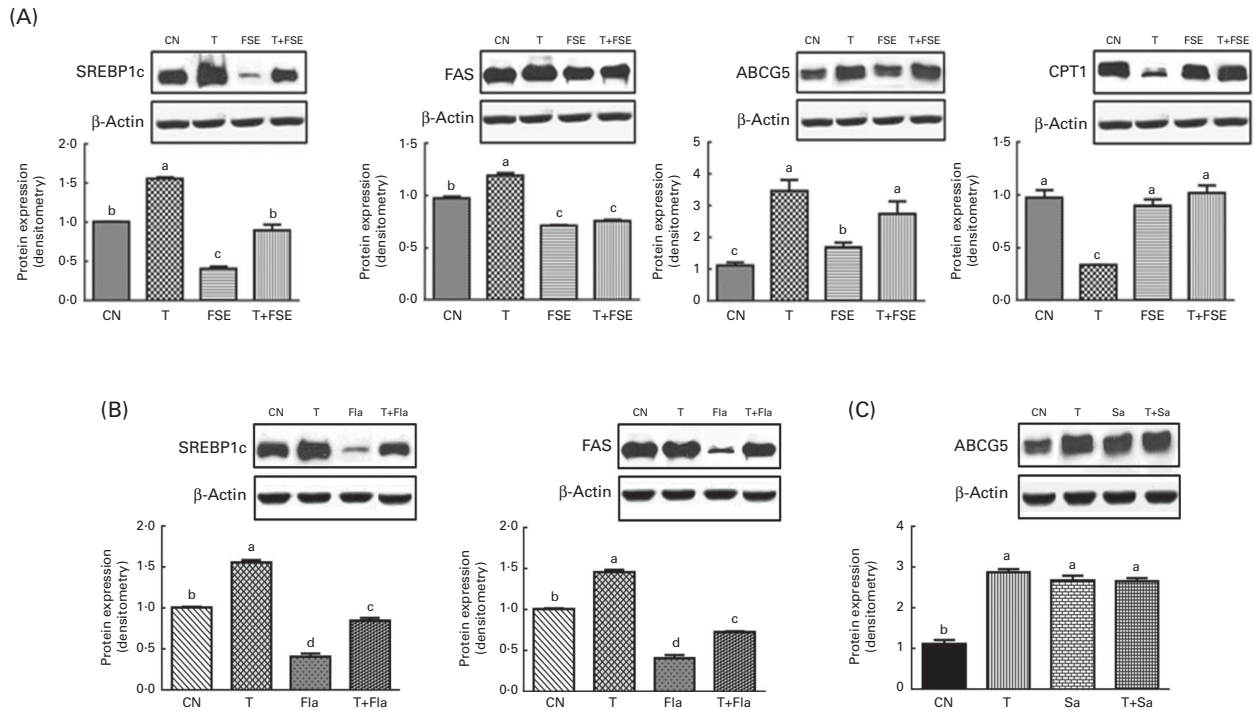 (A)
CN T FSE T+FSE
SREBP1c
β-Actin
2·0
1·5
1·0
0·5
0·0
Protein expression
(densitometry)
b a c b
CN T FSE T+FSE
CN T FSE T+FSE
FAS
β-Actin
1·5
1·0
0·5
0·0
Protein expression
(densitometry)
b a c c
CN T FSE T+FSE
CN T FSE T+FSE
ABCG5
β-Actin
5
4
3
2
1
0
Protein expression
(densitometry)
c a b a
CN T FSE T+FSE
CN T FSE T+FSE
CPT1
β-Actin
1·5
1·0
0·5
0·0
Protein expression
(densitometry)
a c a a
CN T FSE T+FSE
(B)
CN T Fla T+Fla
SREBP1c
β-Actin
2·0
1·5
1·0
0·5
0·0
Protein expression
(densitometry)
b a d c
CN T Fla T+Fla
CN T Fla T+Fla
FAS
β-Actin
2·0
1·5
1·0
0·5
0·0
Protein expression
(densitometry)
b a d c
CN T Fla T+Fla
(C)
CN T Sa T+Sa
ABCG5
β-Actin
4
3
2
1
0
Protein expression
(densitometry)
b a a a
CN T Sa T+Sa